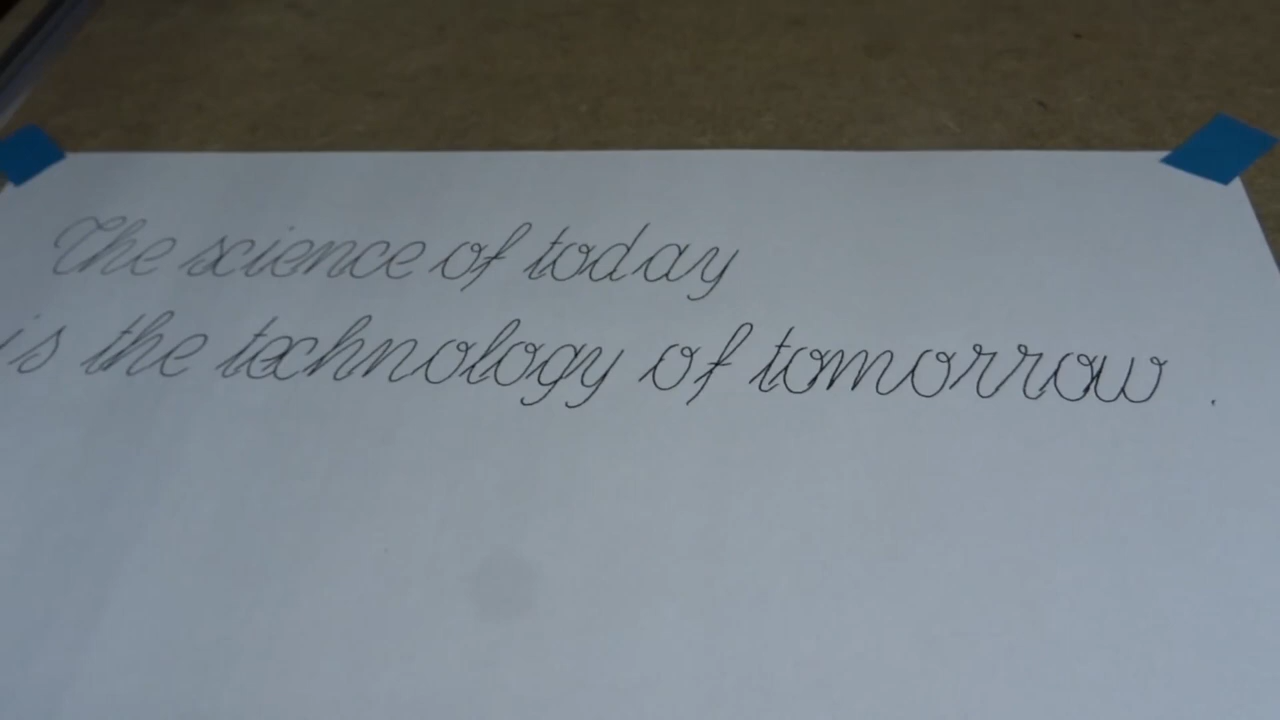 The science of today
is the technology of tomorrow .